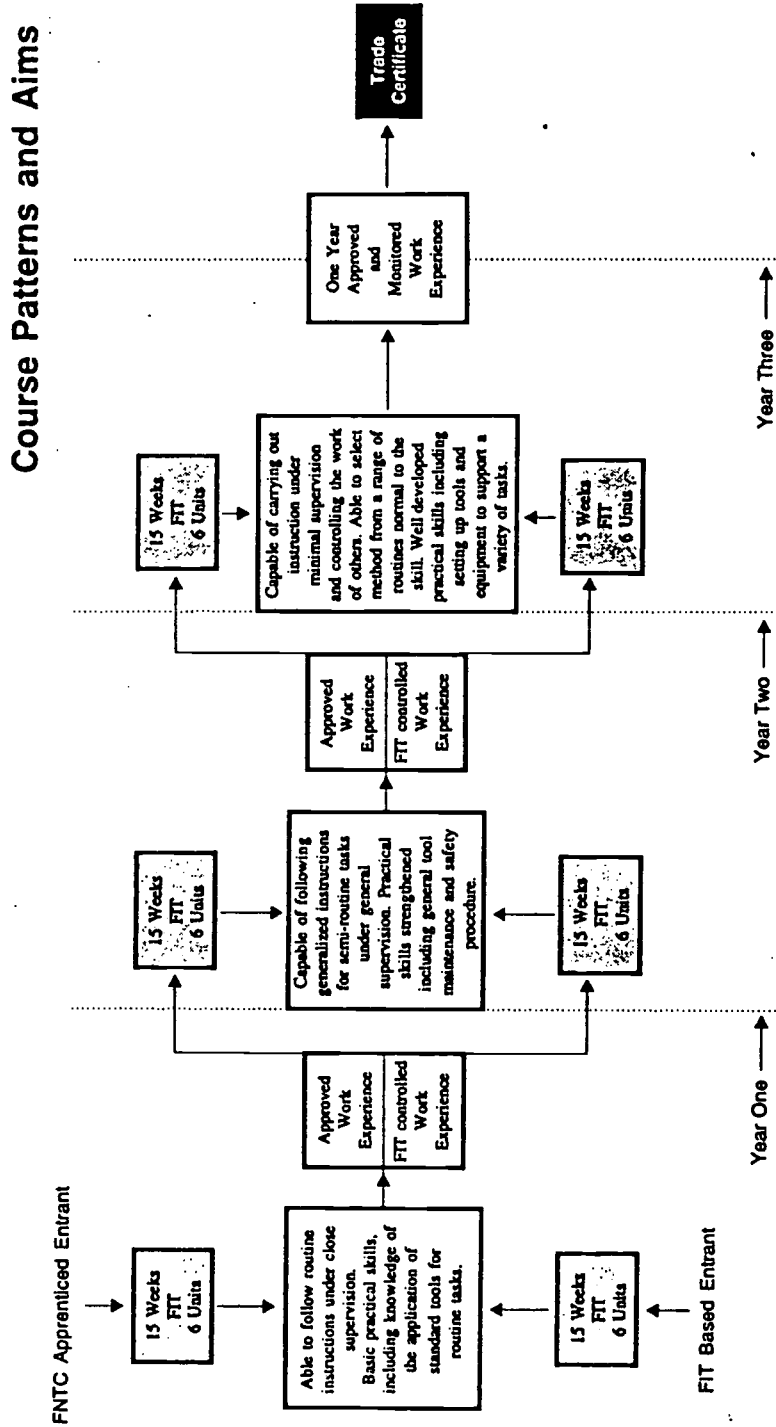 Course Patterns and Aims
FNTC Apprenticed Entrant
15 Weeks
FIT
6 Units
Able to follow routine
instructions under close
supervision.
Basic practical skills,
including knowledge of
the application of
standard tools for
routine tasks.
15 Weeks
FIT
6 Units
FIT Based Entrant
Approved
Work
Experience
FIT controlled
Work
Experience
Year One
15 Weeks
FIT
6 Units
Capable of following
generalized instructions
for semi-routine tasks
under general
supervision. Practical
skills strengthened
including general tool
maintenance and safety
procedure.
15 Weeks
FIT
6 Units
Approved
Work
Experience
FIT controlled
Work
Experience
Year Two
15 Weeks
FIT
6 Units
Capable of carrying out
instruction under
minimal supervision
and controlling the work
of others. Able to select
method from a range of
routines normal to the
skill. Well developed
practical skills including
setting up tools and
equipment to support a
variety of tasks.
15 Weeks
FIT
6 Units
One Year
Approved
and
Monitored
Work
Experience
Year Three
Trade
Certificate